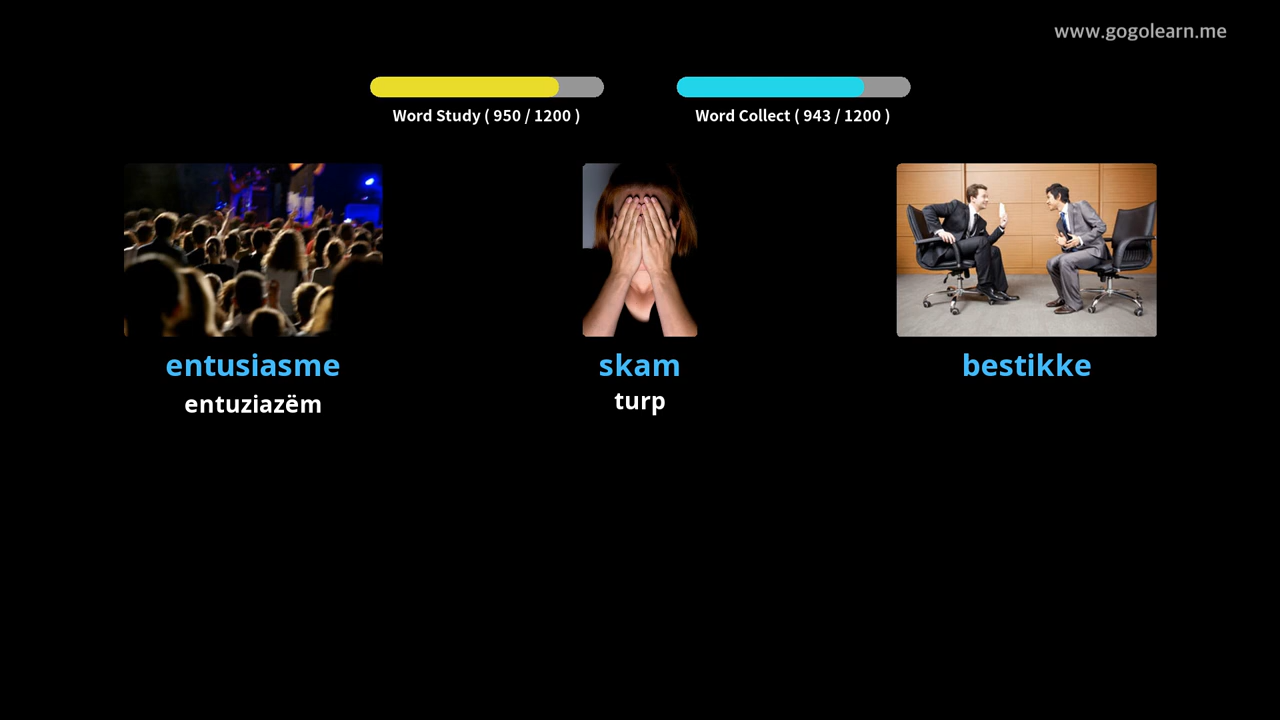 www.gogolearn.me
Word Study ( 950 / 1200 )
Word Collect ( 943 / 1200 )
entusiasme
entuziazëm
skam
turp
bestikke